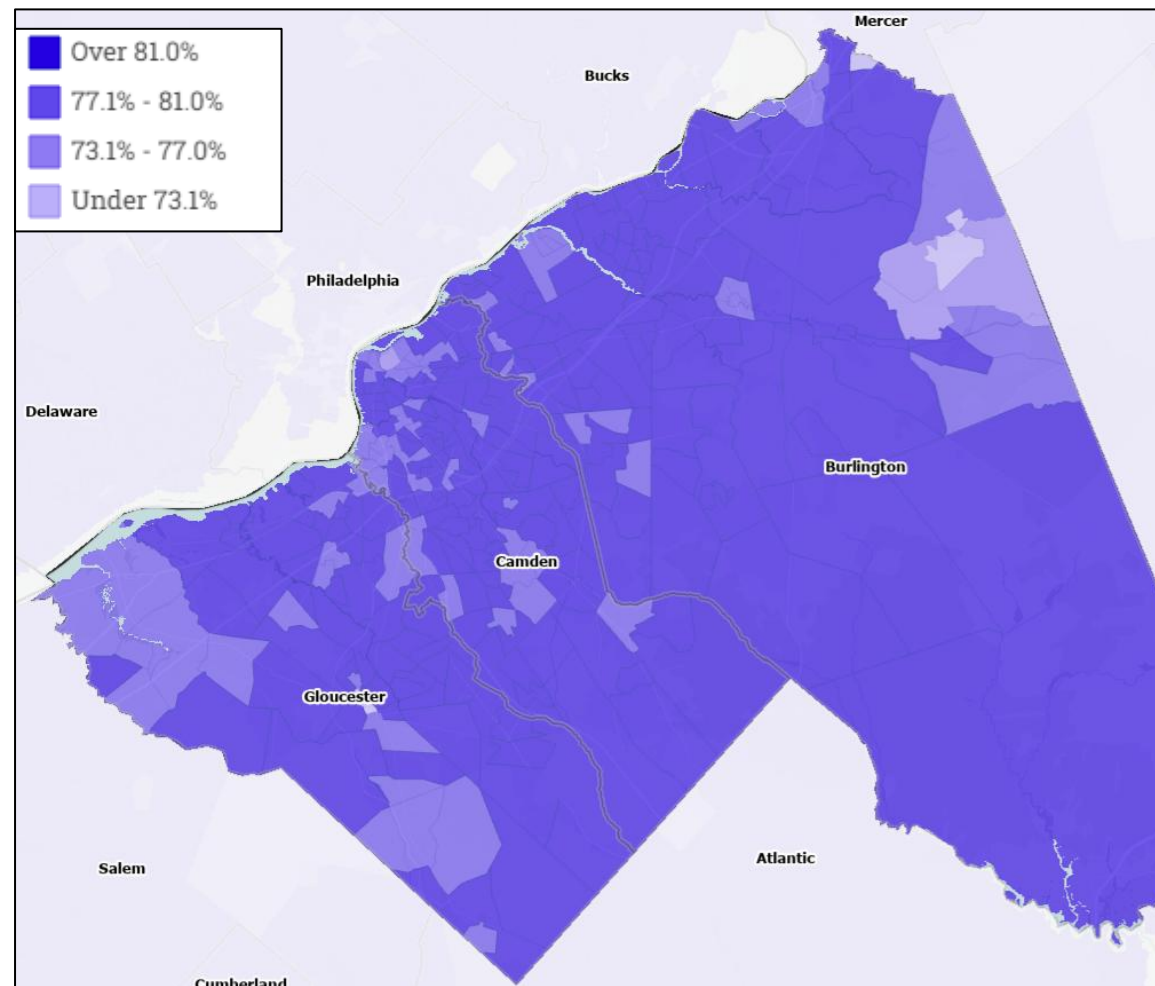 Over 81.0%
77.1% - 81.0%
73.1% - 77.0%
Under 73.1%
Mercer
Bucks
Philadelphia
Delaware
Burlington
Camden
Gloucester
Salem
Atlantic
Cumberland